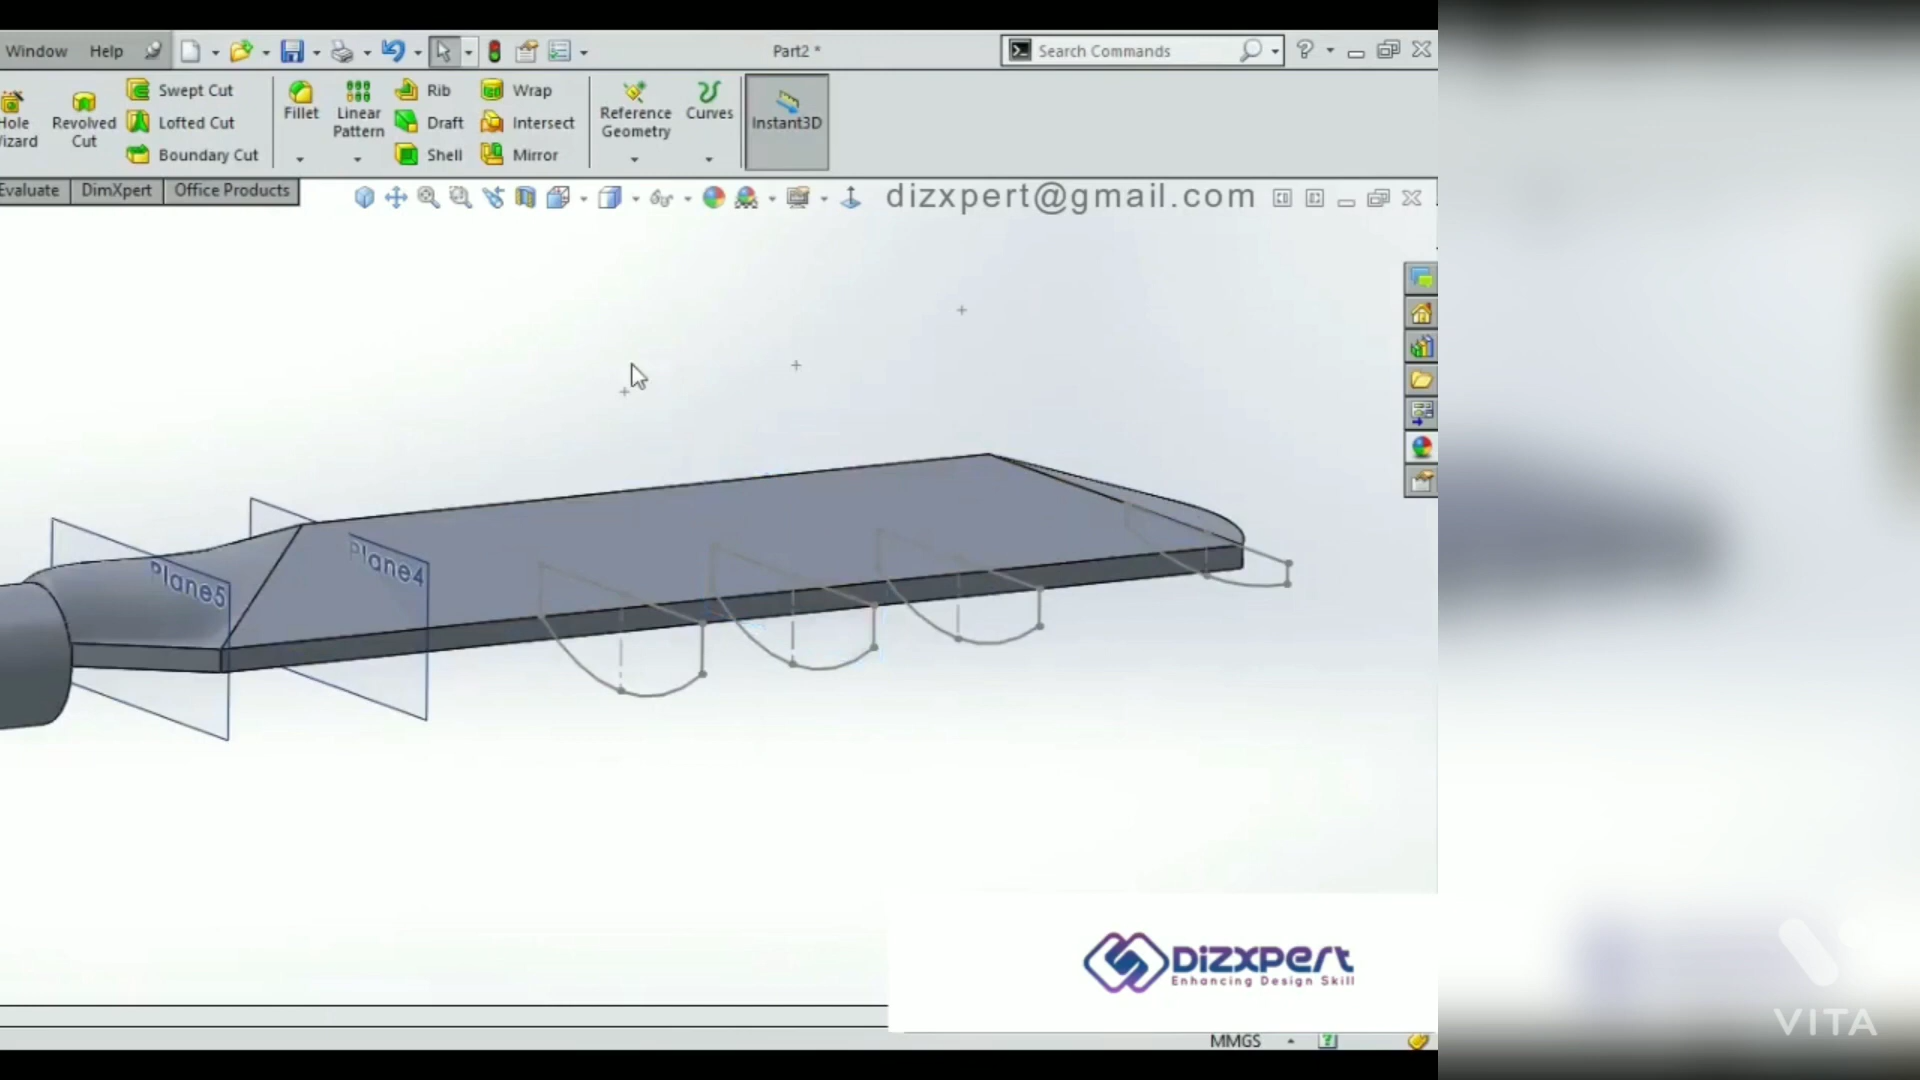 Window Help
Part2 *
Search Commands
Hole Wizard
Revolved Cut
Swept Cut
Lofted Cut
Boundary Cut
Fillet
Linear Pattern
Rib
Draft
Shell
Wrap
Intersect
Mirror
Reference Geometry
Curves
Instant3D
Evaluate DimXpert Office Products
dizxpert@gmail.com
Plane4
Plane5
Dizxpert
Enhancing Design Skill
MMGS
VITA